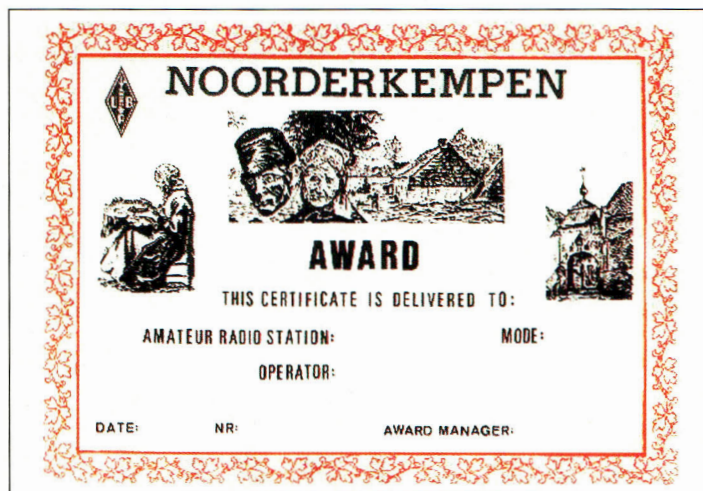 NOORDERKEMPEN
AWARD
THIS CERTIFICATE IS DELIVERED TO:
AMATEUR RADIO STATION: MODE:
OPERATOR:
DATE: NR: AWARD MANAGER: